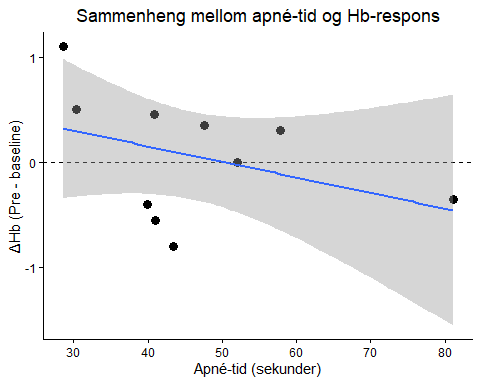 Sammenheng mellom apné-tid og Hb-respons
ΔHb (Pre - baseline)
1
0
-1
30 40 50 60 70 80
Apné-tid (sekunder)